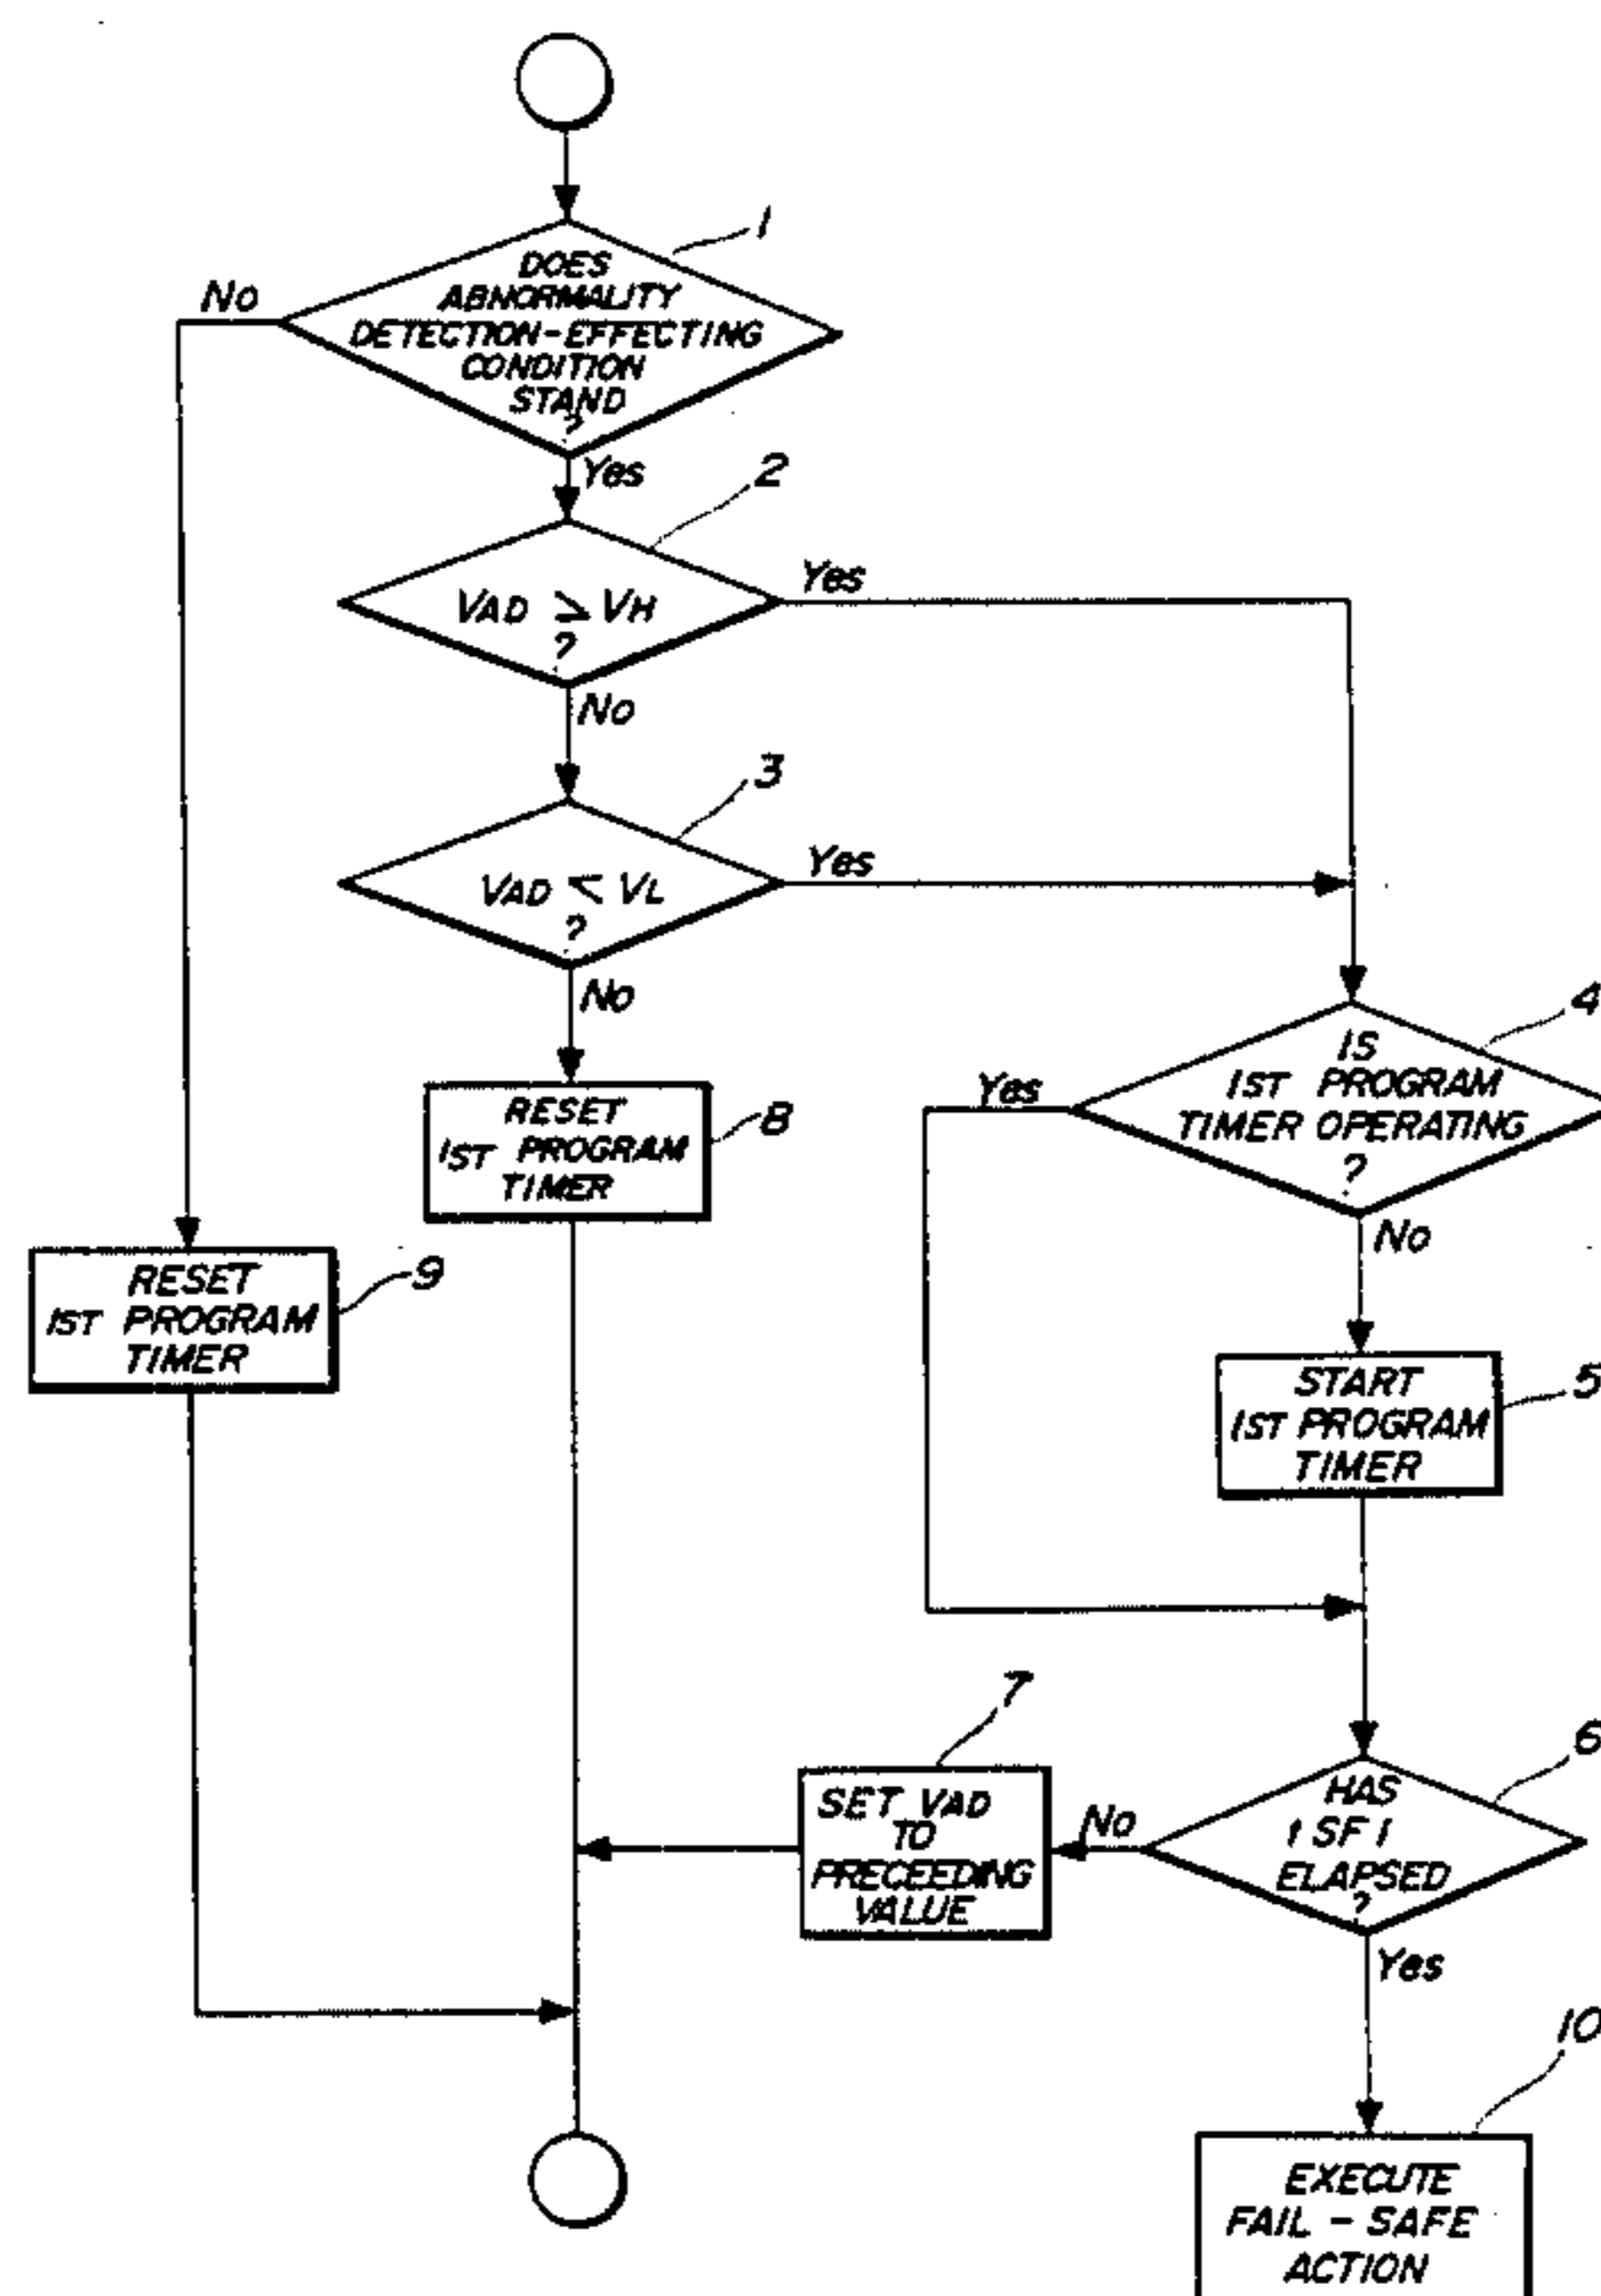 1
DOES
ABNORMALITY
DETECTION-EFFECTING
CONDITION
STAND
?
No
Yes
2
VAD ≥ VH
?
Yes
No
3
VAD < VL
?
Yes
No
4
IS
1ST PROGRAM
TIMER OPERATING
?
Yes
No
RESET
1ST PROGRAM
TIMER
8
RESET
1ST PROGRAM
TIMER
9
START
1ST PROGRAM
TIMER
5
7
SET VAD
TO
PRECEEDING
VALUE
No
6
HAS
t SF1
ELAPSED
?
Yes
10
EXECUTE
FAIL-SAFE
ACTION